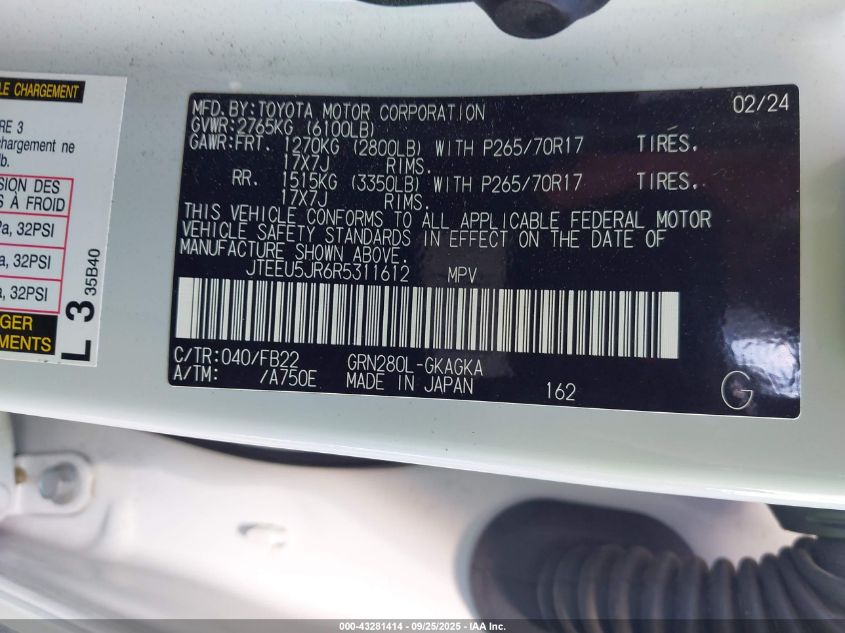 LE CHARGEMENT
RE 3
chargement ne
lb.
SION DES
S À FROID
Pa, 32PSI
a, 32PSI
a, 32PSI
GER
MENTS
L 3
35B40
MFD. BY: TOYOTA MOTOR CORPORATION 02/24
GVWR: 2765KG (6100LB)
GAWR: FRT. 1270KG (2800LB) WITH P265/70R17 TIRES.
17X7J RIMS.
RR. 1515KG (3350LB) WITH P265/70R17 TIRES.
17X7J RIMS.
THIS VEHICLE CONFORMS TO ALL APPLICABLE FEDERAL MOTOR
VEHICLE SAFETY STANDARDS IN EFFECT ON THE DATE OF
MANUFACTURE SHOWN ABOVE.
JTEEU5JR6R5311612 MPV
C/TR: 040/FB22 GRN280L-GKAGKA
A/TM: /A750E MADE IN JAPAN 162 G
000-43281414 - 09/25/2025 - IAA Inc.